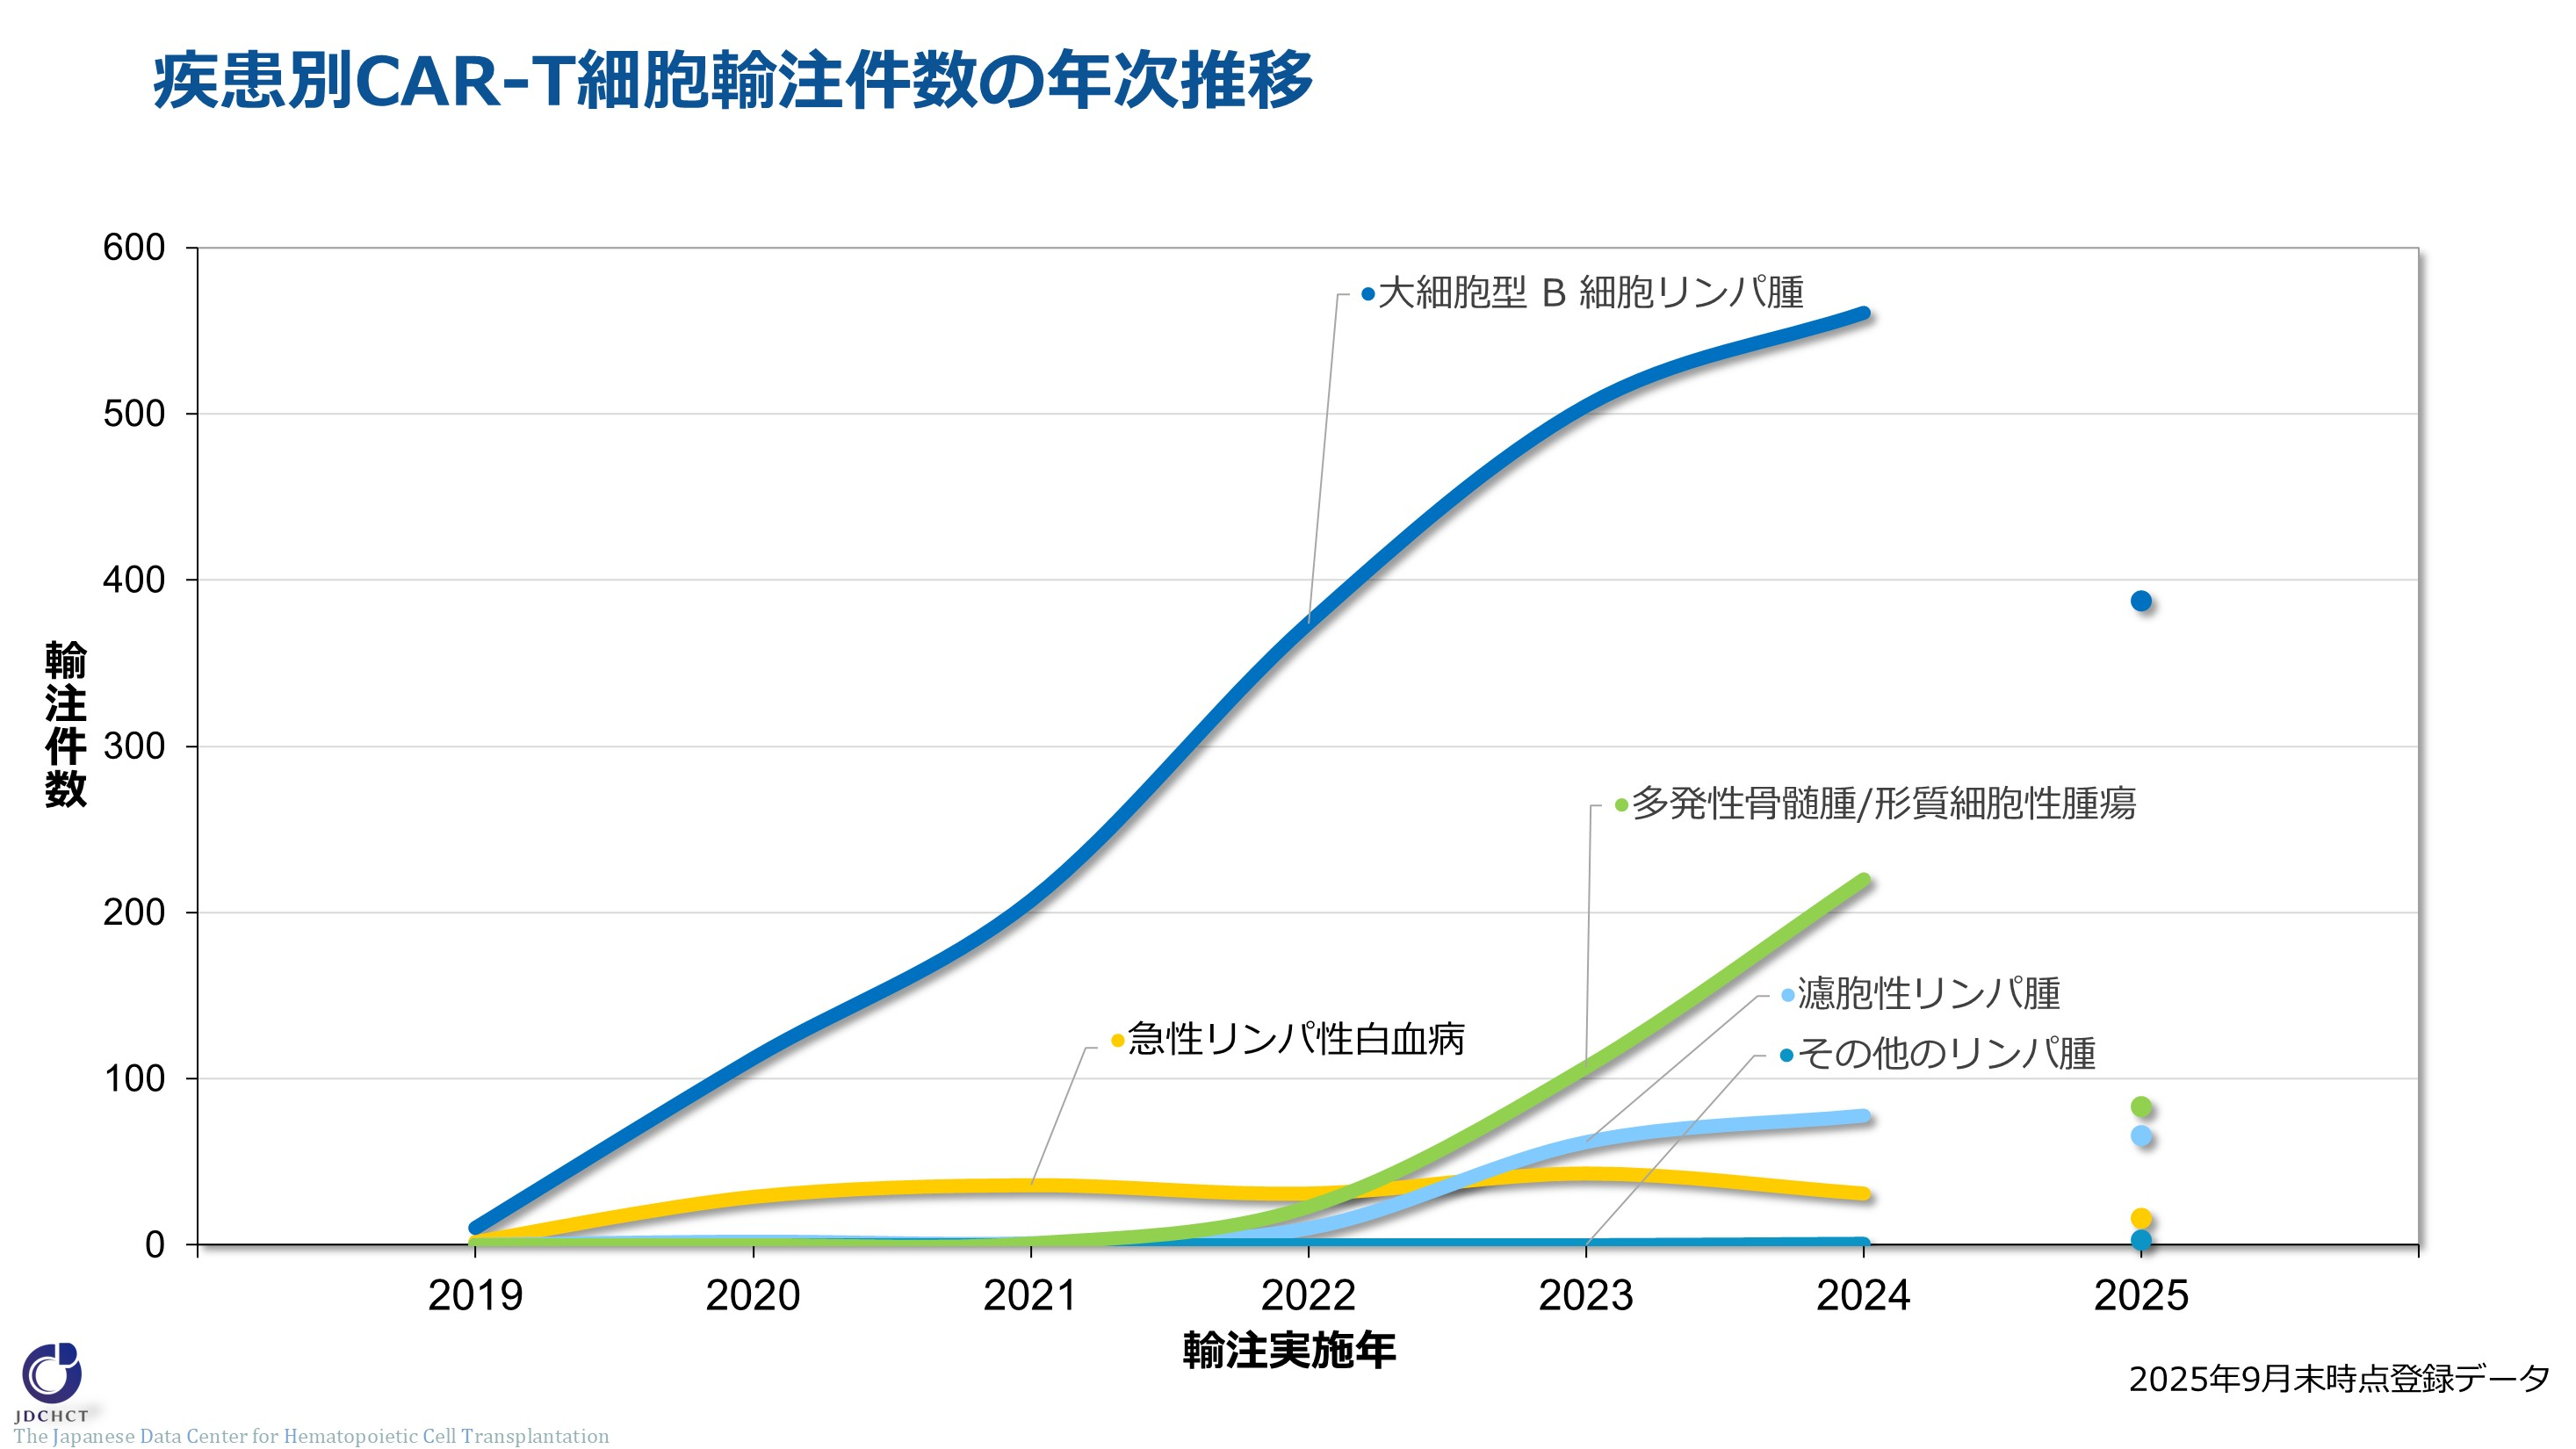 疾患別CAR-T細胞輸注件数の年次推移
600
500
400
300
200
100
0
輸注件数
大細胞型 B 細胞リンパ腫
多発性骨髄腫/形質細胞性腫瘍
濾胞性リンパ腫
急性リンパ性白血病
その他のリンパ腫
2019 2020 2021 2022 2023 2024 2025
輸注実施年
2025年9月末時点登録データ
JDCHCT
The Japanese Data Center for Hematopoietic Cell Transplantation